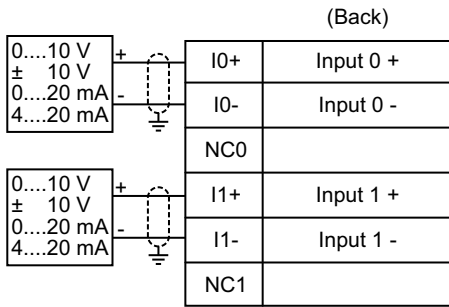 (Back)
0....10 V
± 10 V
0....20 mA
4....20 mA
+
-
I0+ Input 0 +
I0- Input 0 -
NC0
0....10 V
± 10 V
0....20 mA
4....20 mA
+
-
I1+ Input 1 +
I1- Input 1 -
NC1